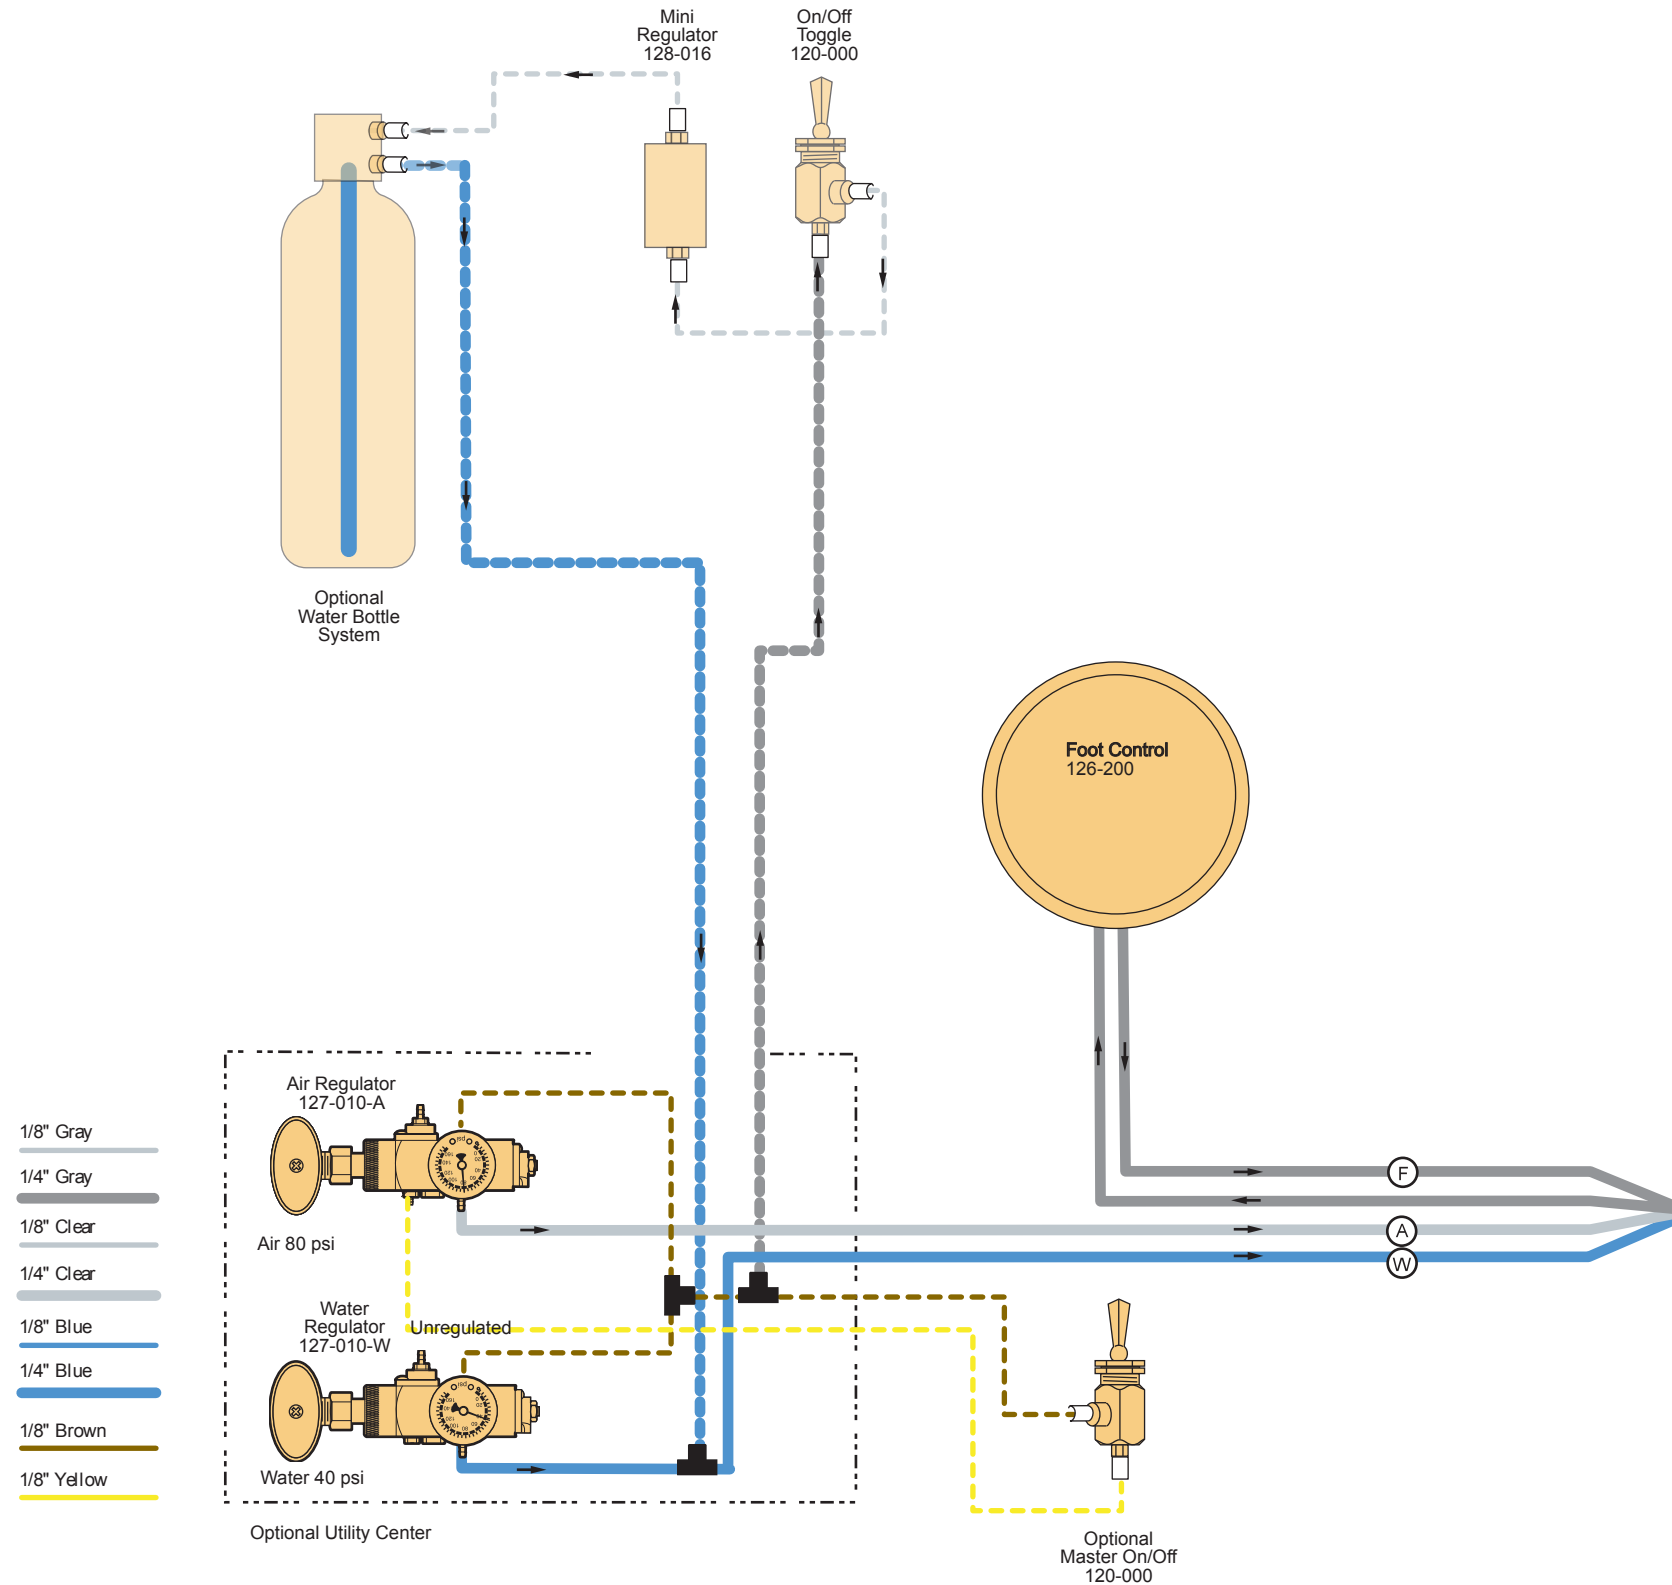 Mini
Regulator
128-016
On/Off
Toggle
120-000
Optional
Water Bottle
System
Foot Control
126-200
Air Regulator
127-010-A
Air 80 psi
1/8" Gray
1/4" Gray
1/8" Clear
1/4" Clear
1/8" Blue
1/4" Blue
1/8" Brown
1/8" Yellow
F
A
W
Water
Regulator
127-010-W
Unregulated
Water 40 psi
Optional Utility Center
Optional
Master On/Off
120-000